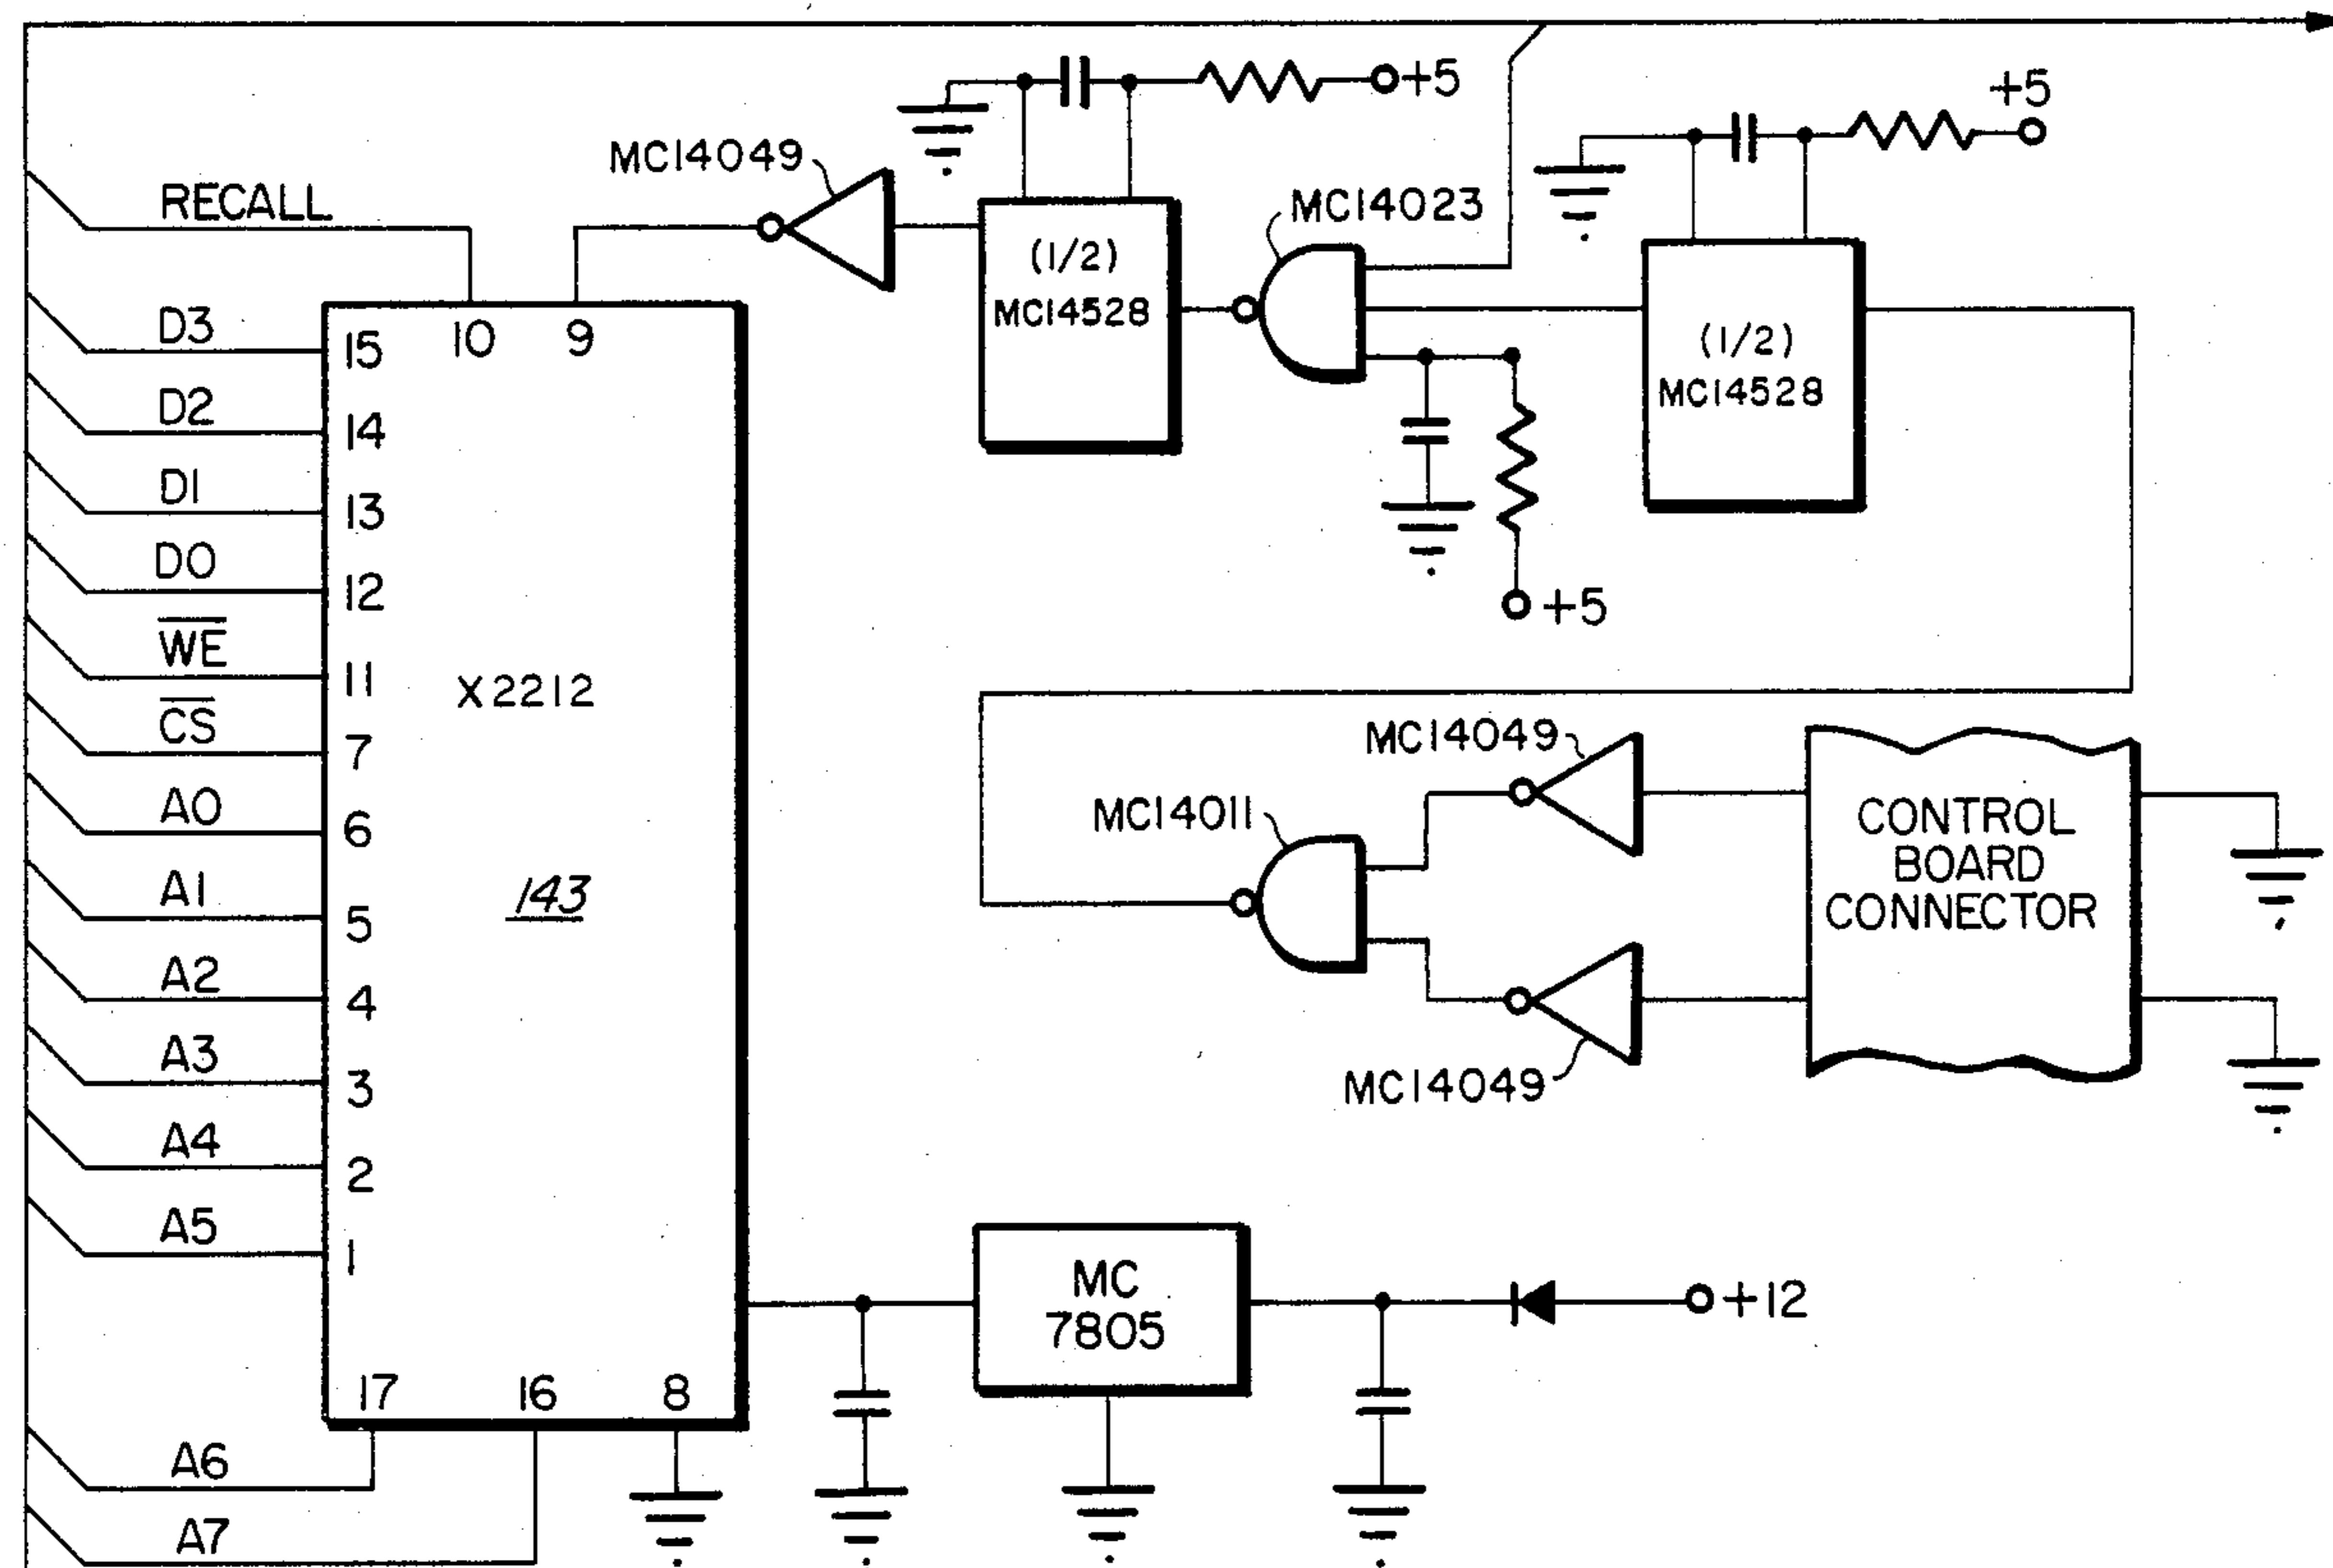 +5
+5
MC14049
RECALL
MC14023
(1/2)
MC14528
D3
15
10
9
(1/2)
MC14528
D2
14
D1
13
D0
12
+5
WE
11
X2212
CS
7
MC14049
A0
6
MC14011
CONTROL
BOARD
CONNECTOR
A1
5
143
A2
4
A3
3
MC14049
A4
2
A5
1
MC
7805
+12
17
16
8
A6
A7